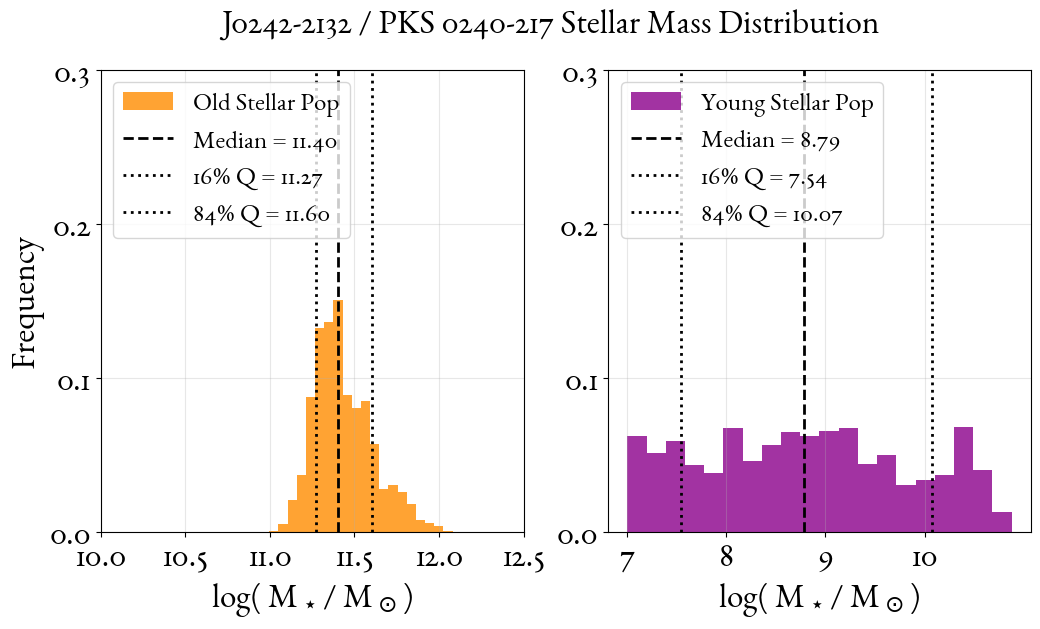 J0242-2132 / PKS 0240-217 Stellar Mass Distribution
Frequency
0.3
0.2
0.1
0.0
Old Stellar Pop
Median = 11.40
16% Q = 11.27
84% Q = 11.60
10.0 10.5 11.0 11.5 12.0 12.5
log( M ⋆ / M ⊙ )
0.3
0.2
0.1
0.0
Young Stellar Pop
Median = 8.79
16% Q = 7.54
84% Q = 10.07
7 8 9 10
log( M ⋆ / M ⊙ )